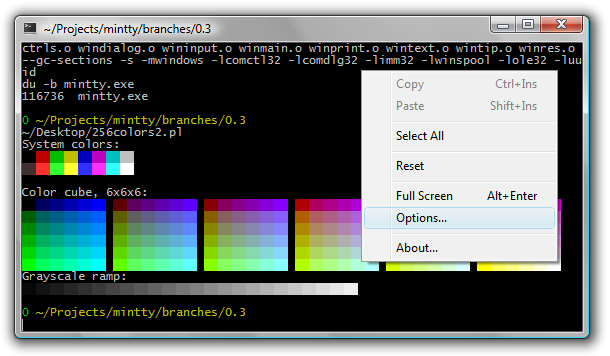 ~/Projects/mintty/branches/0.3
ctrls.o windialog.o wininput.o winmain.o winprint.o wintext.o wintip.o winres.o
--gc-sections -s -mwindows -lcomctl32 -lcomdlg32 -limm32 -lwinspool -lole32 -luu
id
du -b mintty.exe
116736  mintty.exe
0 ~/Projects/mintty/branches/0.3
~/Desktop/256colors2.pl
System colors:
Color cube, 6x6x6:
Grayscale ramp:
0 ~/Projects/mintty/branches/0.3
Copy Ctrl+Ins
Paste Shift+Ins
Select All
Reset
Full Screen Alt+Enter
Options...
About...